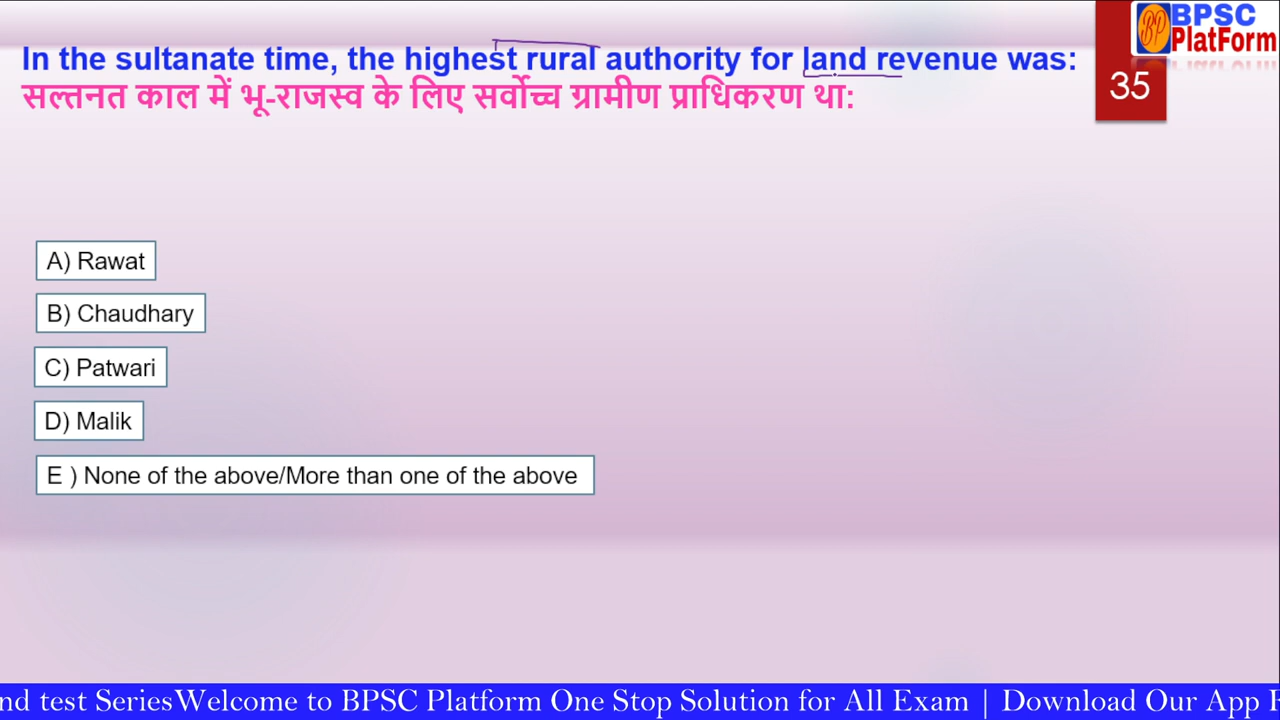 BPSC
PlatForm
BP
In the sultanate time, the highest rural authority for land revenue was:
35
सल्तनत काल में भू-राजस्व के लिए सर्वोच्च ग्रामीण प्राधिकरण था:
A) Rawat
B) Chaudhary
C) Patwari
D) Malik
E ) None of the above/More than one of the above
nd test SeriesWelcome to BPSC Platform One Stop Solution for All Exam | Download Our App